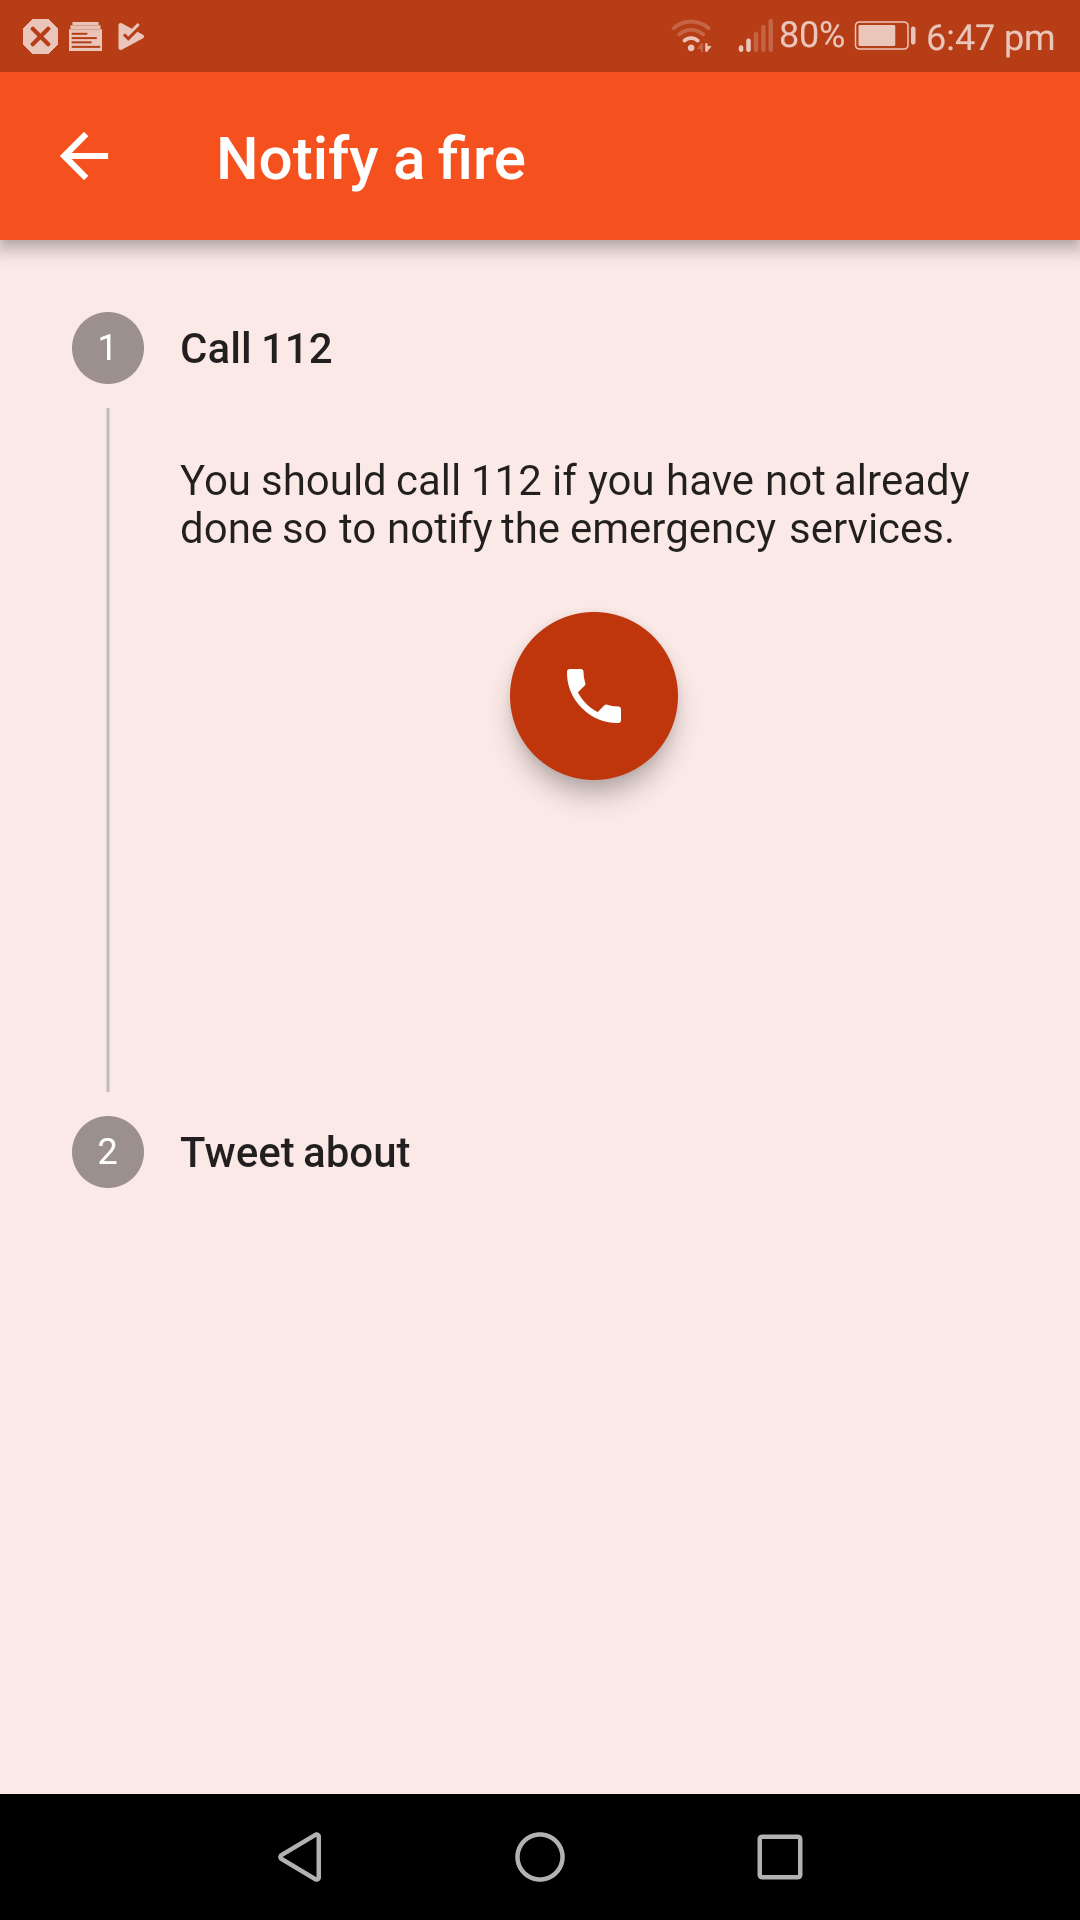 80% 6:47 pm
Notify a fire
1 Call 112
You should call 112 if you have not already
done so to notify the emergency services.
2 Tweet about